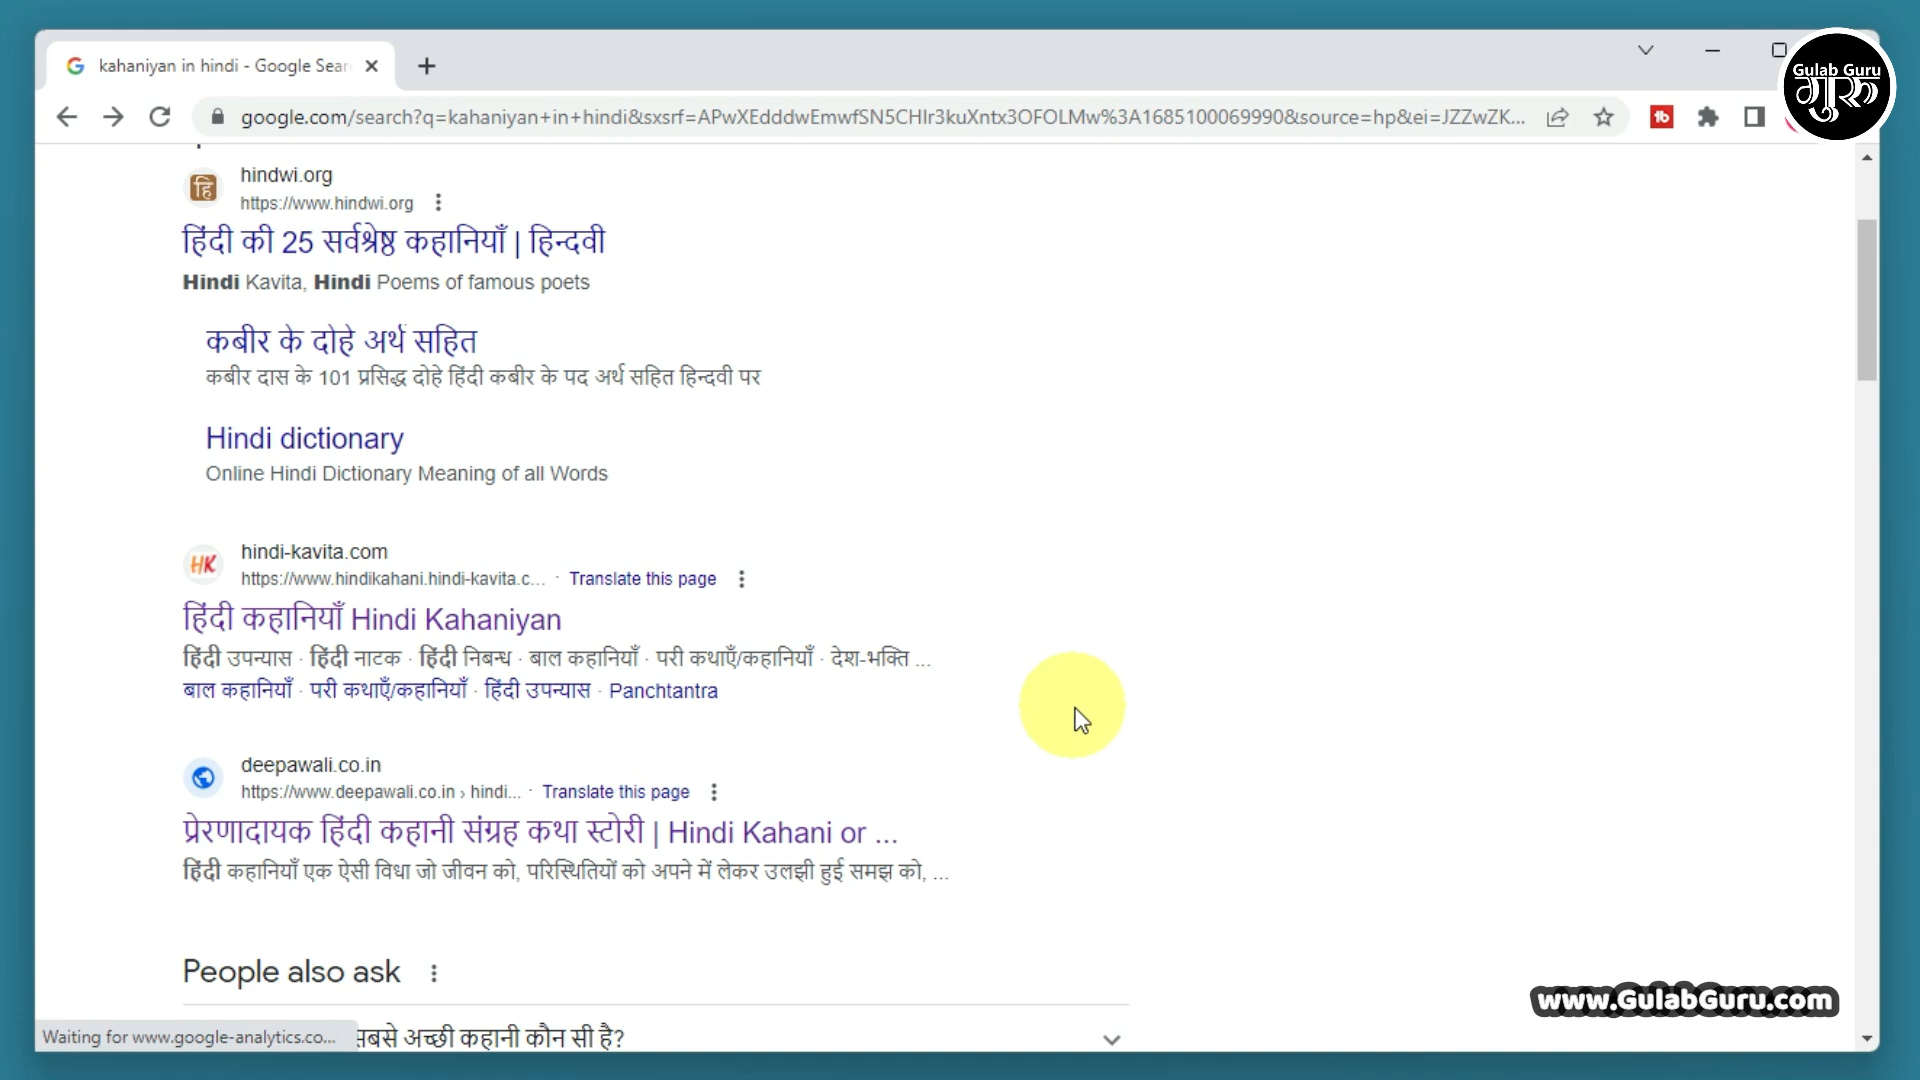 kahaniyan in hindi - Google Sear
Gulab Guru
गुरू
google.com/search?q=kahaniyan+in+hindi&sxsrf=APwXEdddwEmwfSN5CHIr3kuXntx3OFOLMw%3A1685100069990&source=hp&ei=JZZwZK...
हि
hindwi.org
https://www.hindwi.org
हिंदी की 25 सर्वश्रेष्ठ कहानियाँ | हिन्दवी
Hindi Kavita, Hindi Poems of famous poets
कबीर के दोहे अर्थ सहित
कबीर दास के 101 प्रसिद्ध दोहे हिंदी कबीर के पद अर्थ सहित हिन्दवी पर
Hindi dictionary
Online Hindi Dictionary Meaning of all Words
HK
hindi-kavita.com
https://www.hindikahani.hindi-kavita.c... · Translate this page
हिंदी कहानियाँ Hindi Kahaniyan
हिंदी उपन्यास · हिंदी नाटक · हिंदी निबन्ध · बाल कहानियाँ · परी कथाएँ/कहानियाँ · देश-भक्ति ...
बाल कहानियाँ · परी कथाएँ/कहानियाँ · हिंदी उपन्यास · Panchtantra
deepawali.co.in
https://www.deepawali.co.in › hindi... · Translate this page
प्रेरणादायक हिंदी कहानी संग्रह कथा स्टोरी | Hindi Kahani or ...
हिंदी कहानियाँ एक ऐसी विधा जो जीवन को, परिस्थितियों को अपने में लेकर उलझी हुई समझ को, ...
People also ask
www.GulabGuru.com
Waiting for www.google-analytics.co...
सबसे अच्छी कहानी कौन सी है?